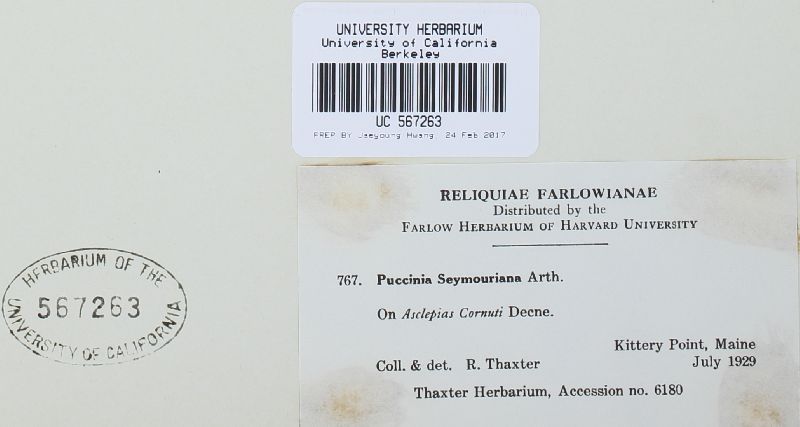 UNIVERSITY HERBARIUM
University of California
Berkeley
UC 567263
PREP BY Jaeyoung Hwang, 24 Feb 2017
RELIQUIAE FARLOWIANAE
Distributed by the
FARLOW HERBARIUM OF HARVARD UNIVERSITY
767. Puccinia Seymouriana Arth.
On Asclepias Cornuti Decne.
Kittery Point, Maine
Coll. & det. R. Thaxter July 1929
Thaxter Herbarium, Accession no. 6180
HERBARIUM OF THE
567263
UNIVERSITY OF CALIFORNIA